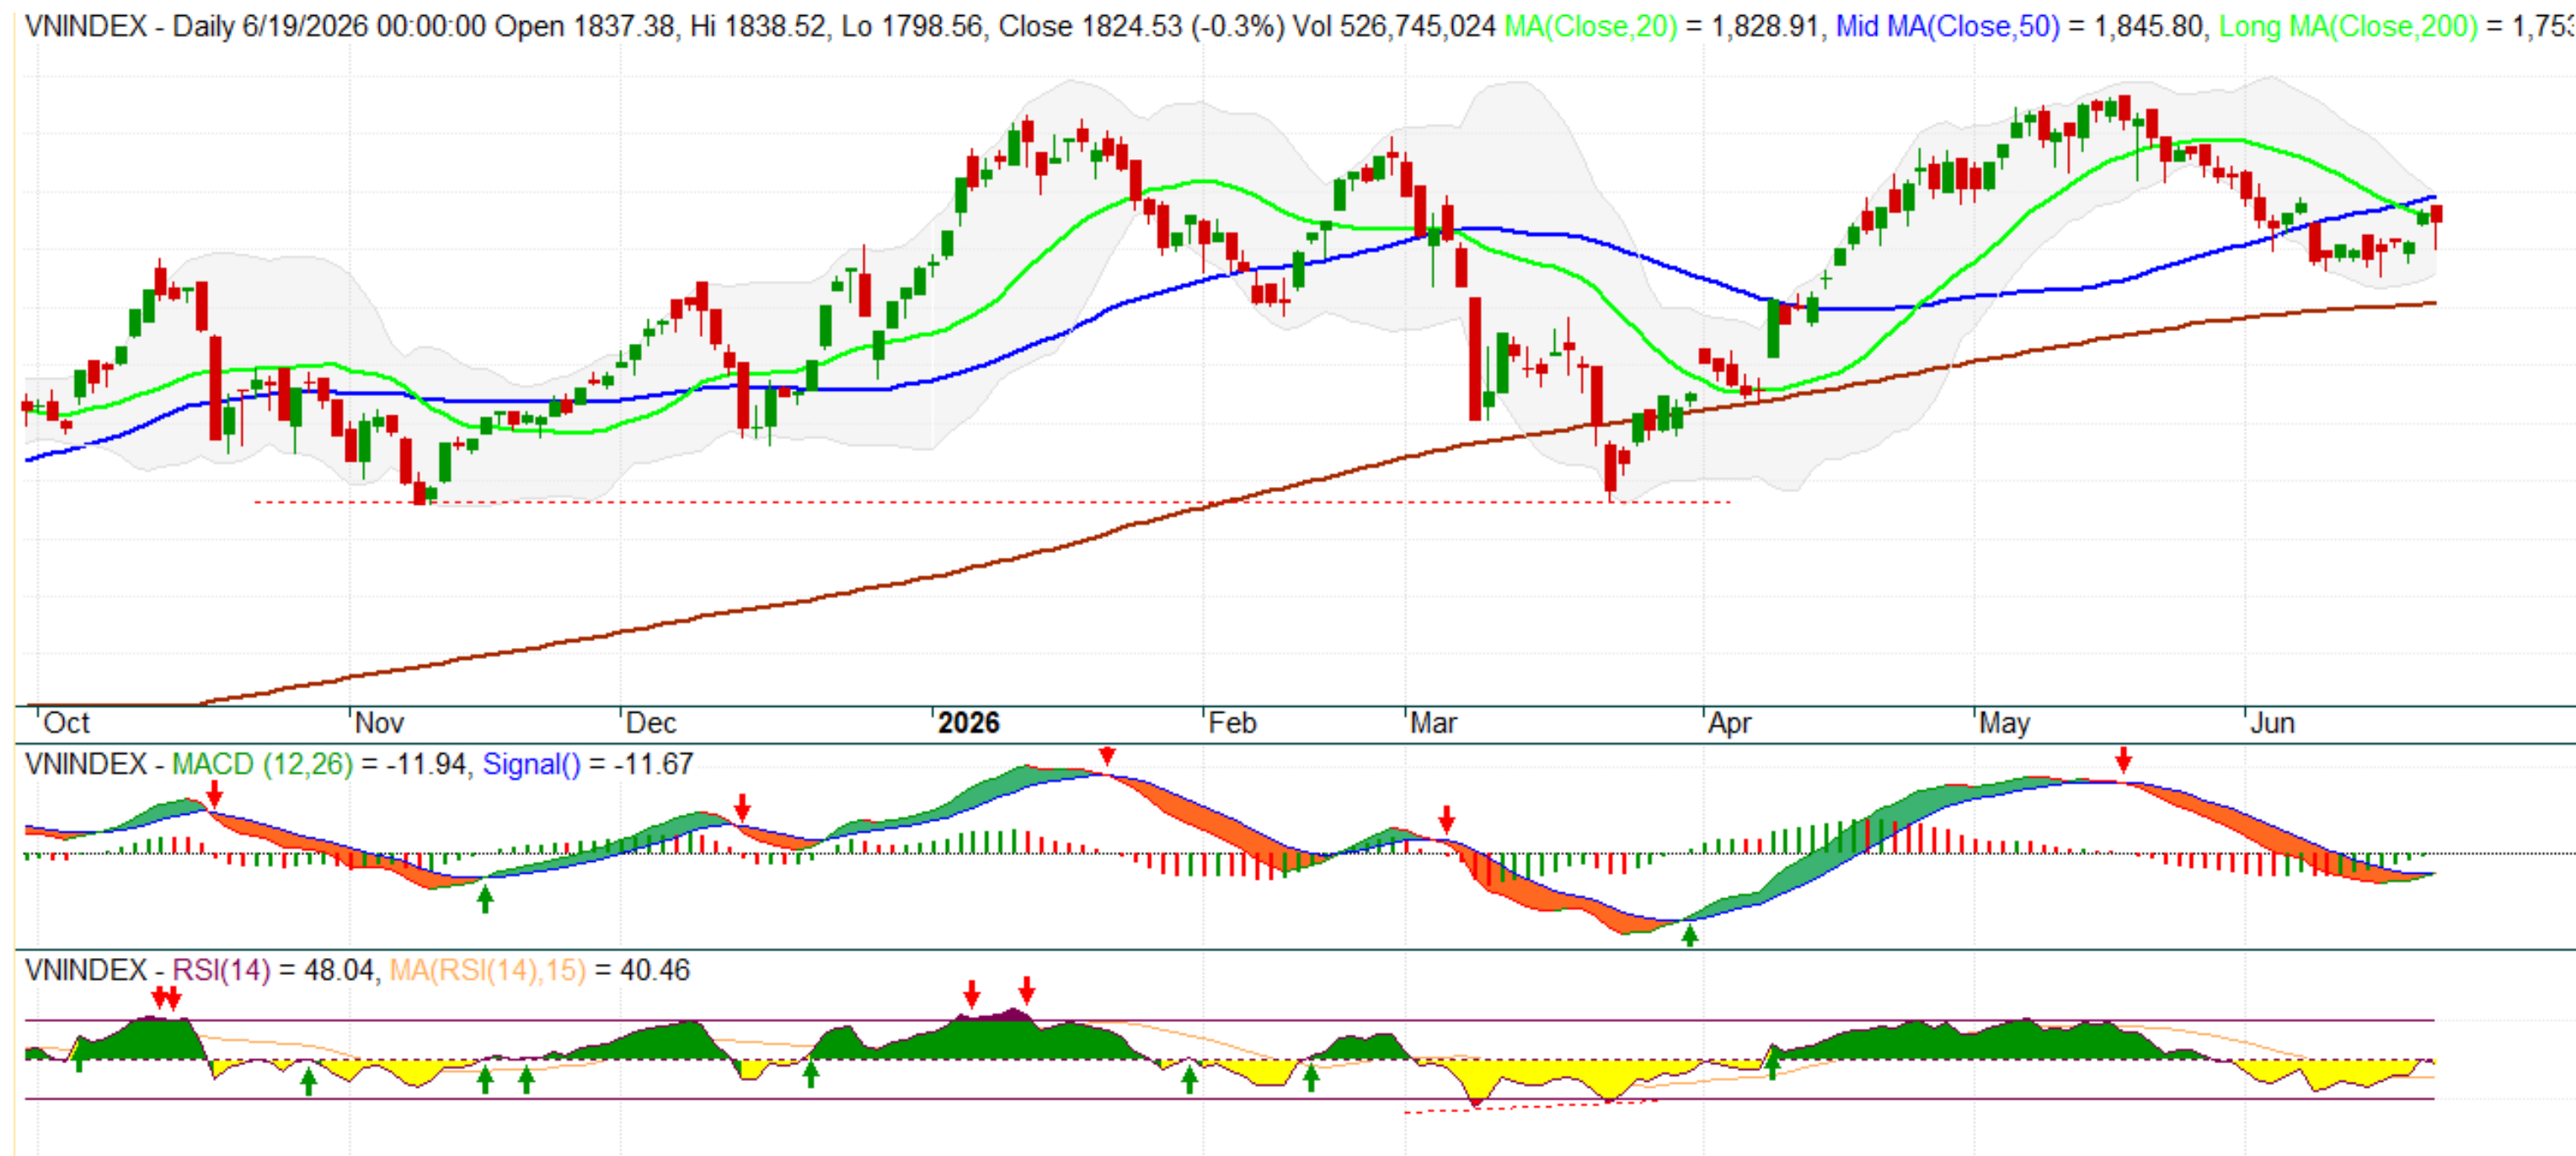 VNINDEX - Daily 6/19/2026 00:00:00 Open 1837.38, Hi 1838.52, Lo 1798.56, Close 1824.53 (-0.3%) Vol 526,745,024 MA(Close,20) = 1,828.91, Mid MA(Close,50) = 1,845.80, Long MA(Close,200) = 1,753
Oct Nov Dec 2026 Feb Mar Apr May Jun
VNINDEX - MACD (12,26) = -11.94, Signal() = -11.67
VNINDEX - RSI(14) = 48.04, MA(RSI(14),15) = 40.46